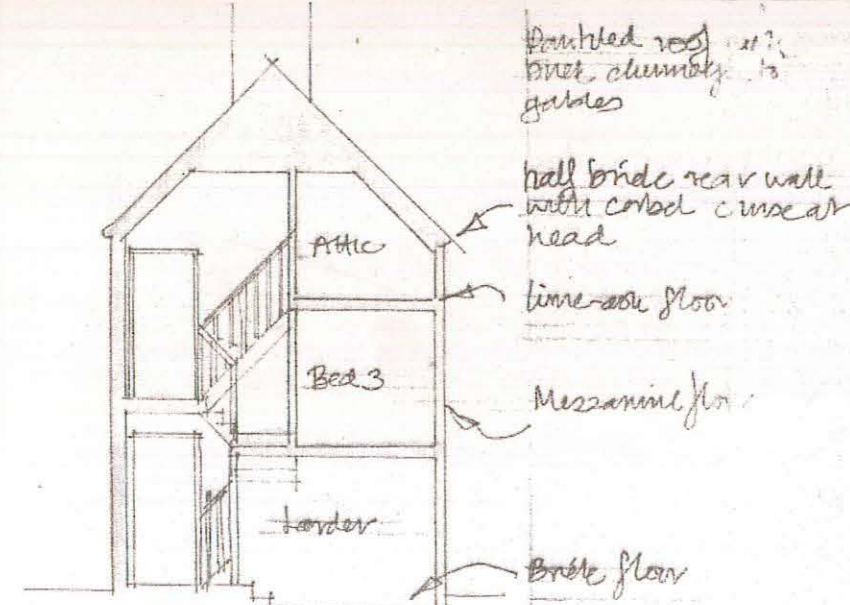 Pantiled roof with
brick chimneys to
gables
half brick rear wall
with corbel course at
head
Attic
lime-ash floor
Bed 3
Mezzanine floor
Larder
Brick floor